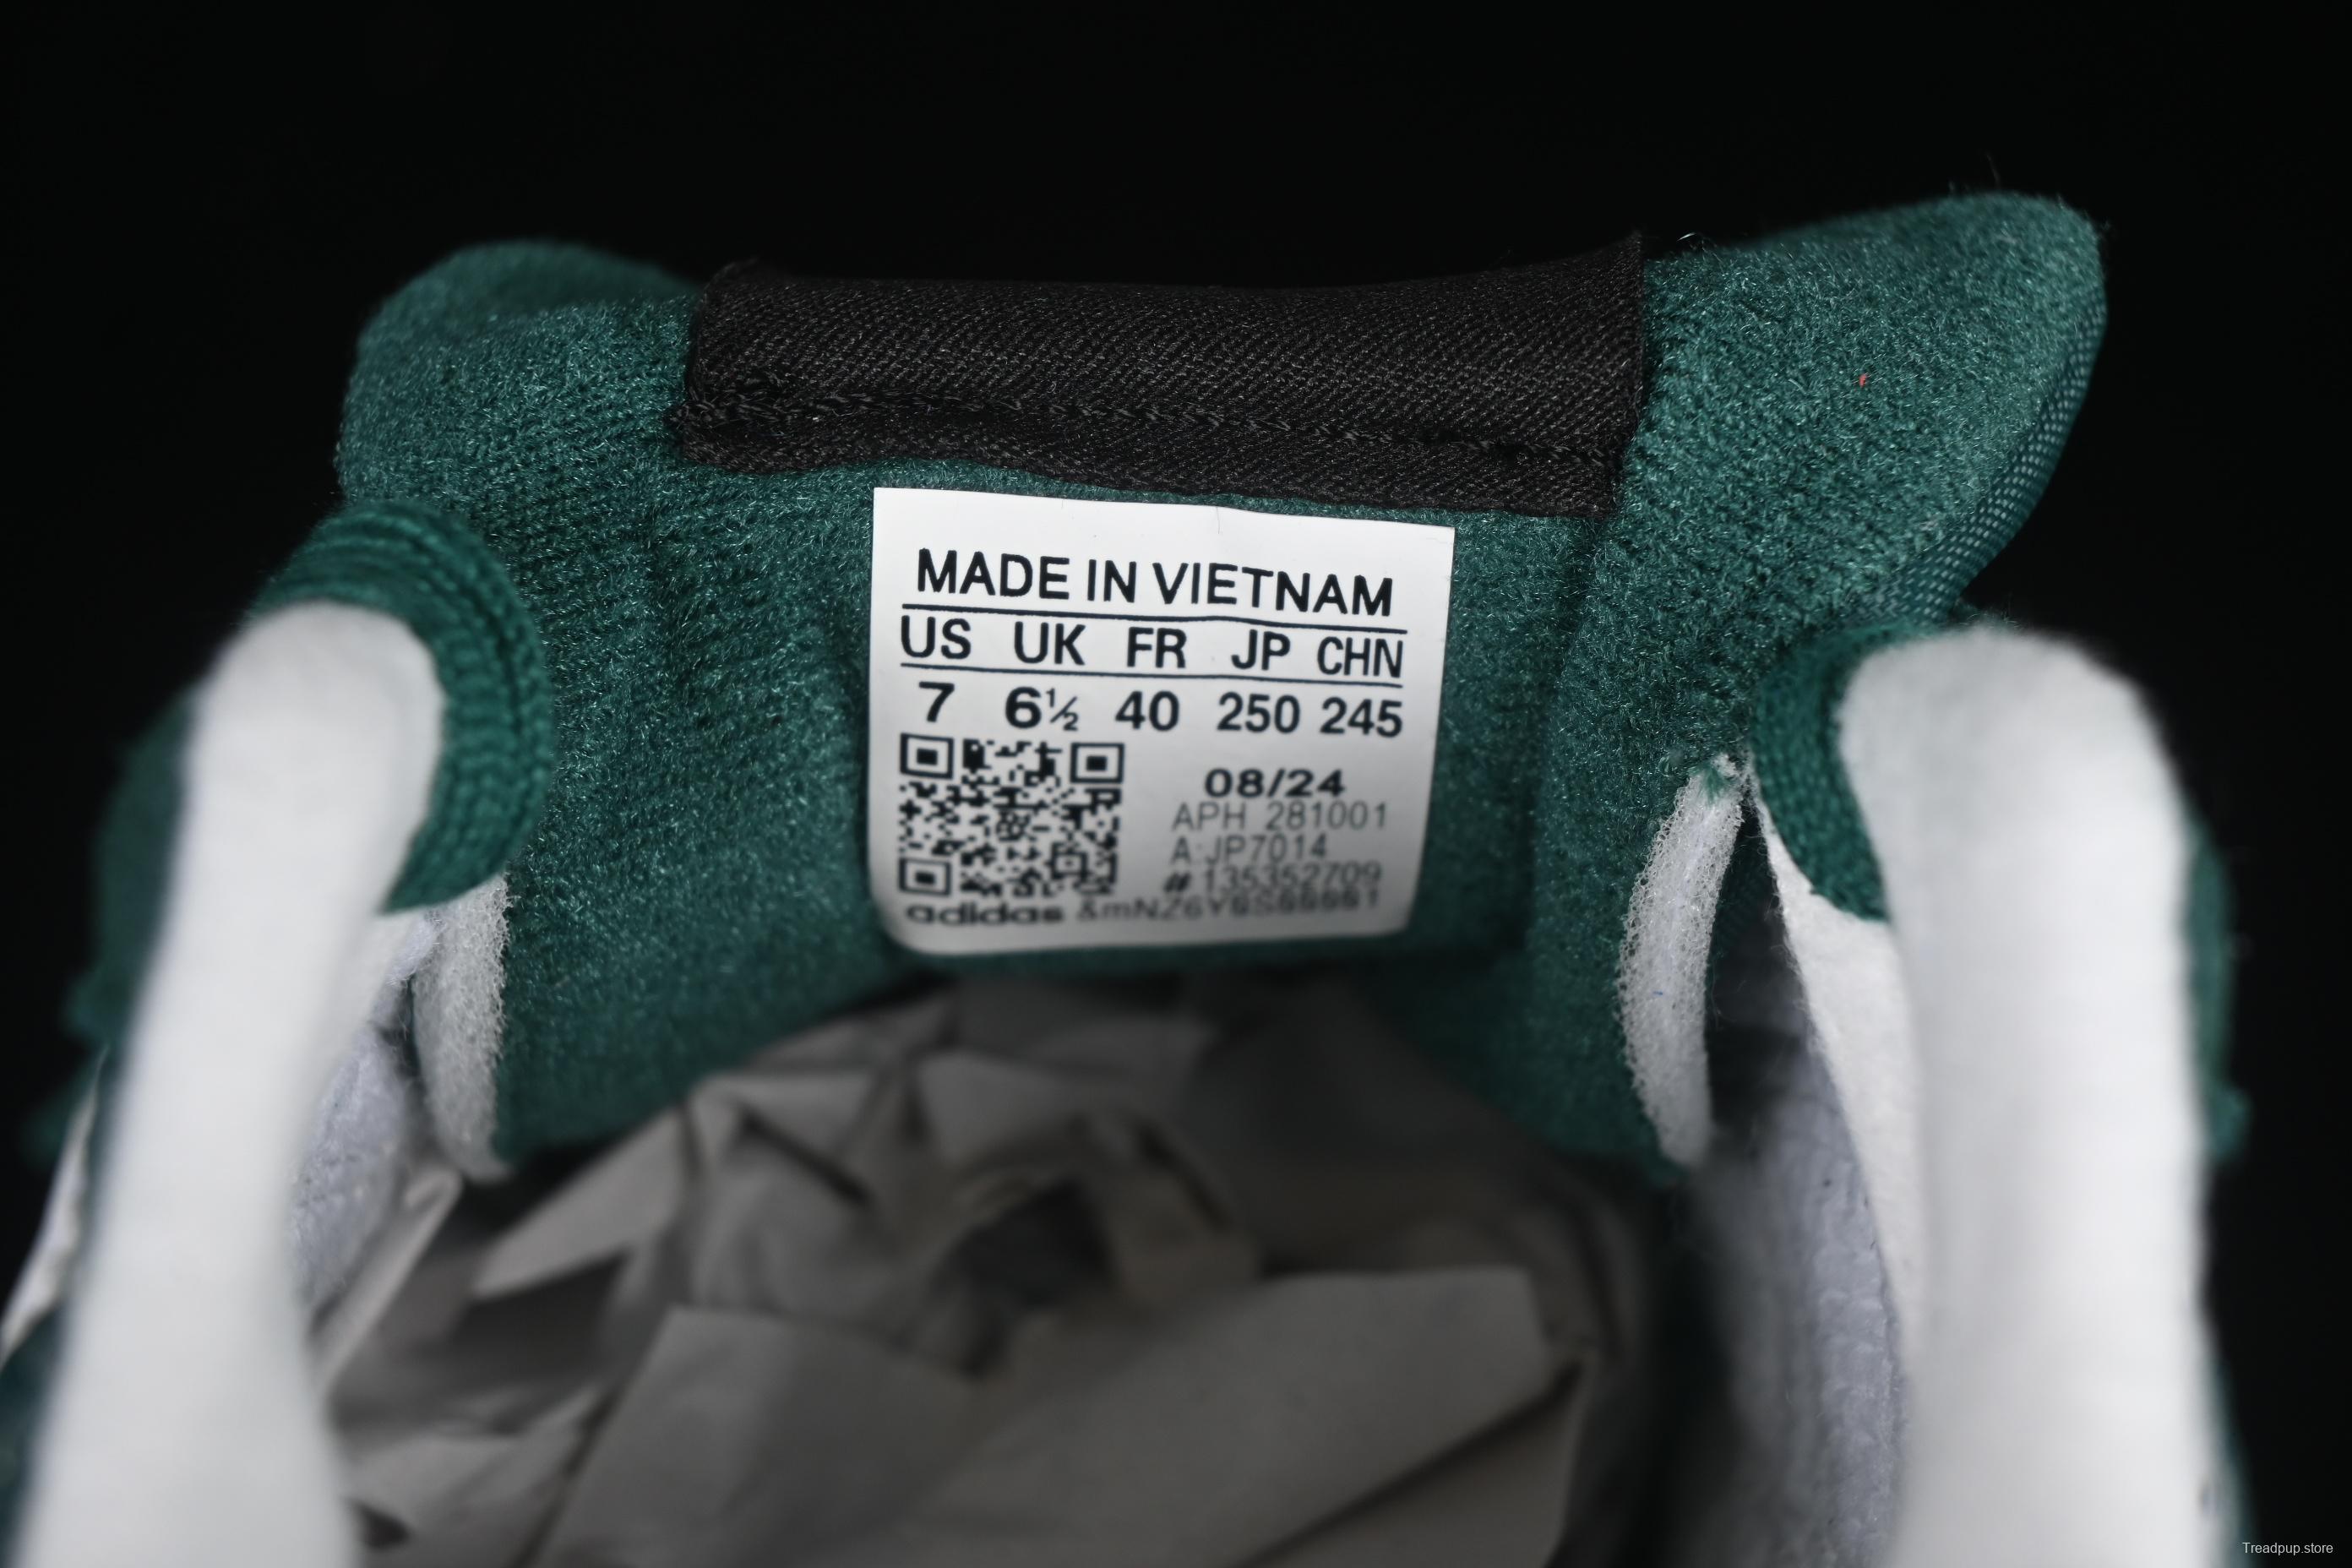 MADE IN VIETNAM
US UK FR JP CHN
7 6½ 40 250 245
08/24
APH 281001
A:JP7014
# 135352709
adidas
Treadpup.store